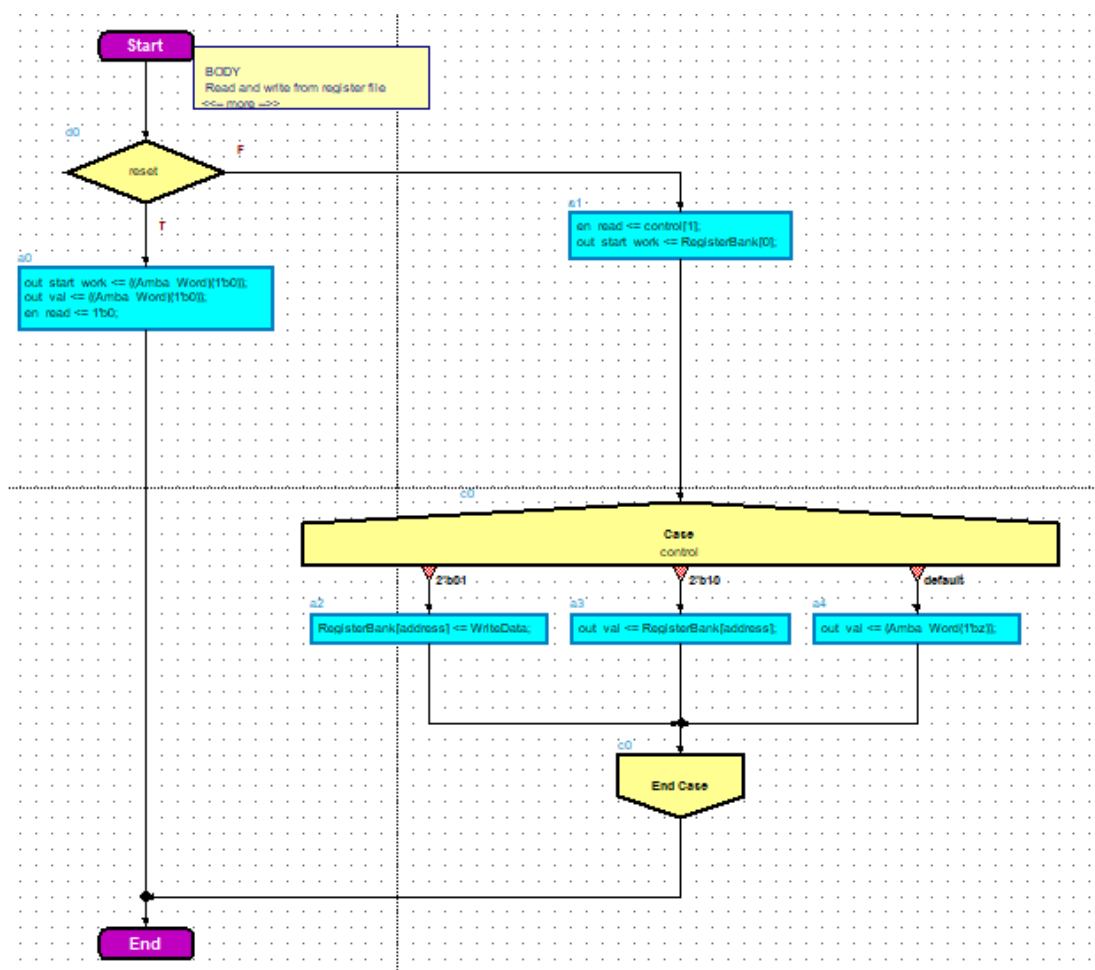 Start
BODY
Read and write from register file
<<-- more -->>
d0
reset
F
T
a1
en_read <= control[1];
out_start_work <= RegisterBank[0];
a0
out_start_work <= ((Amba_Word){1'b0}};
out_val <= ((Amba_Word){1'b0}};
en_read <= 1'b0;
c0
Case
control
2'b01
2'b10
default
a2
a3
a4
RegisterBank[address] <= WriteData;
out_val <= RegisterBank[address];
out_val <= {Amba_Word{1'bz}};
c0
End Case
End